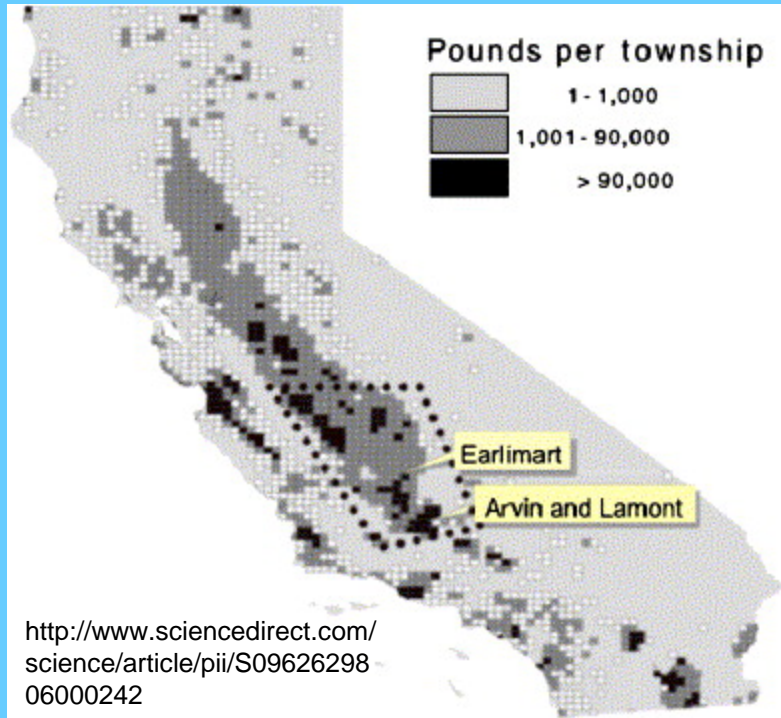 Pounds per township
1 - 1,000
1,001 - 90,000
> 90,000
Earlimart
Arvin and Lamont
http://www.sciencedirect.com/
science/article/pii/S09626298
06000242